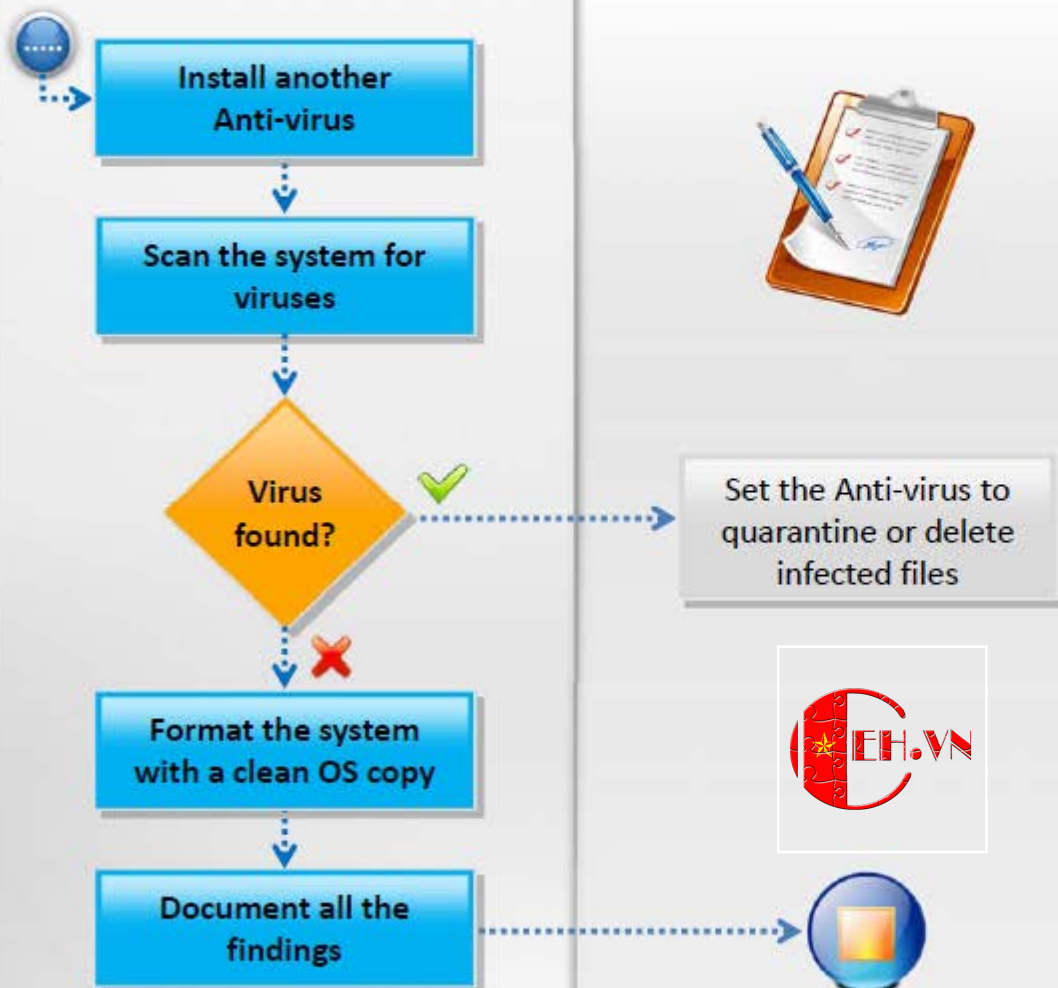 Install another
Anti-virus
Scan the system for
viruses
Virus
found?
Set the Anti-virus to
quarantine or delete
infected files
Format the system
with a clean OS copy
CEH.VN
Document all the
findings